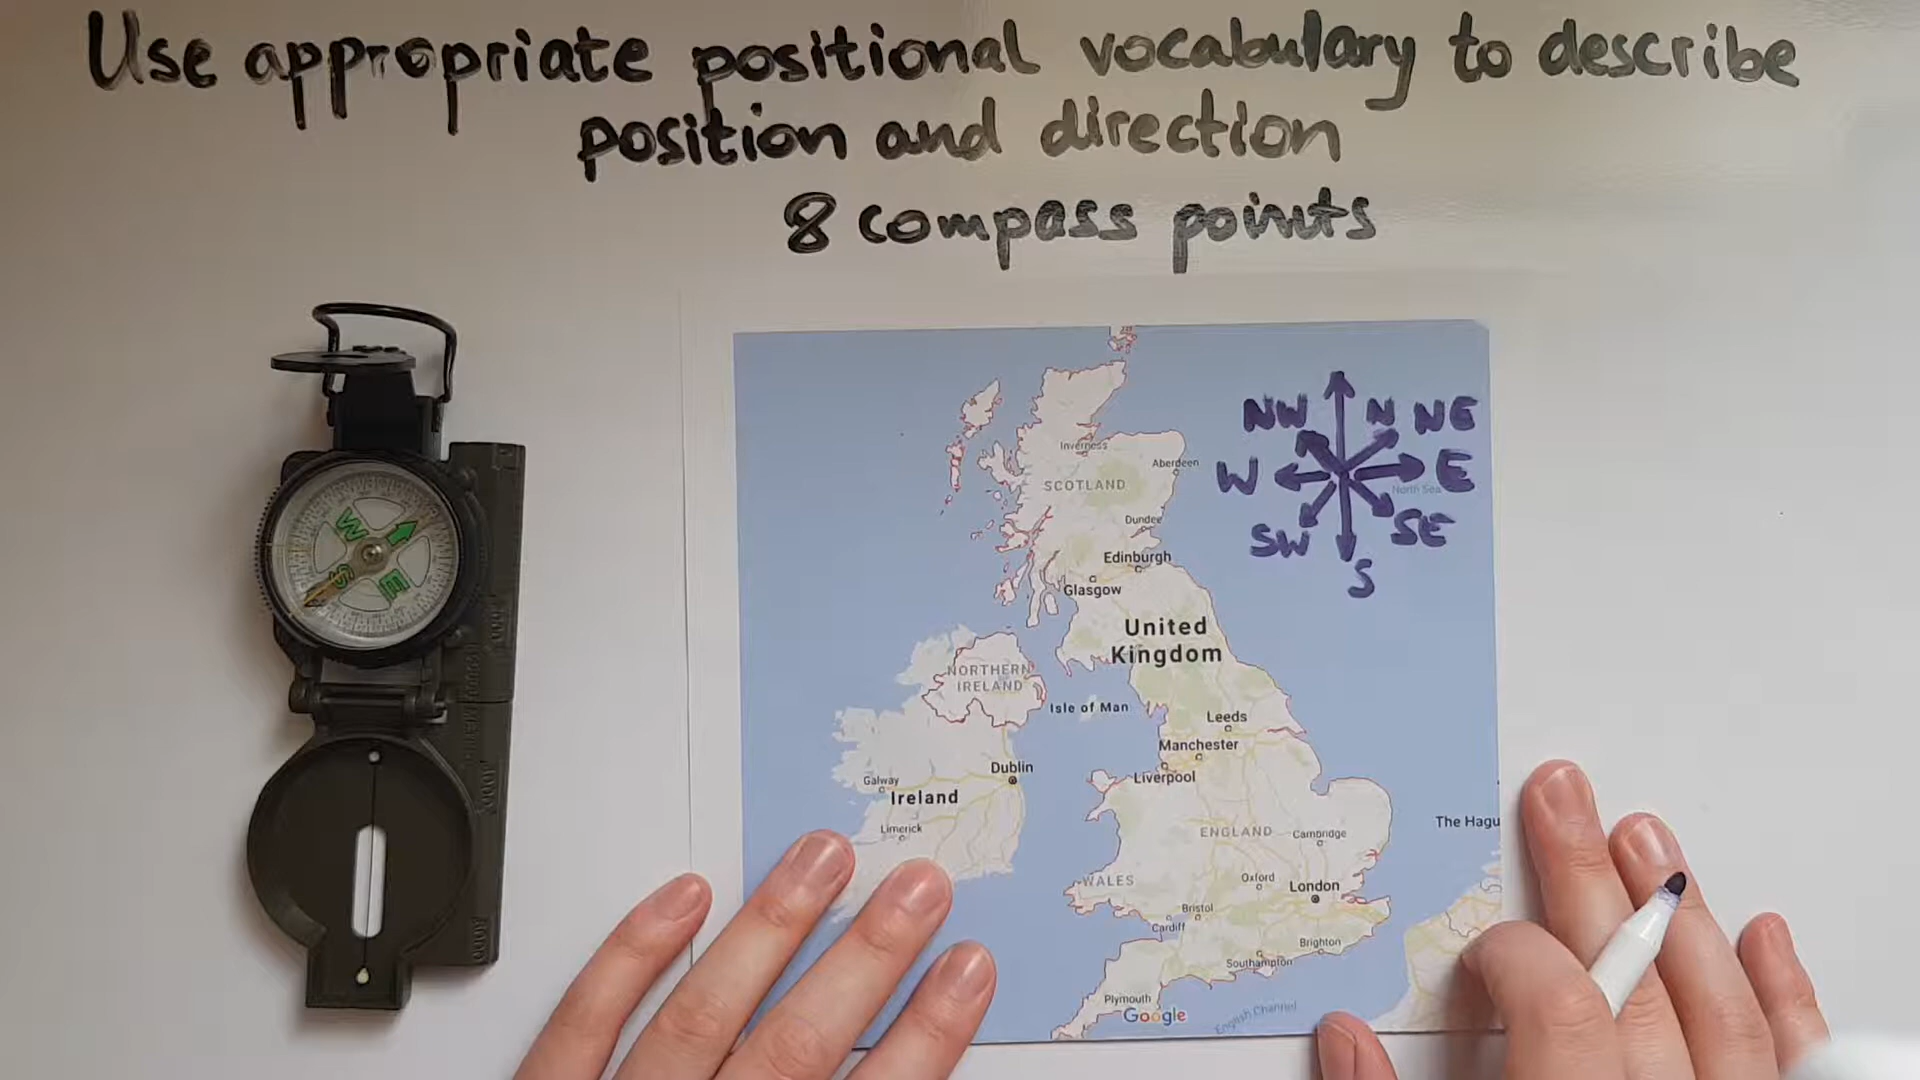 Use appropriate positional vocabulary to describe
position and direction
8 compass points
NW N NE
W E
North Sea
SW SE
S
Inverness
Aberdeen
SCOTLAND
Dundee
Edinburgh
Glasgow
United
Kingdom
NORTHERN
IRELAND
Isle of Man
Leeds
Manchester
Liverpool
Dublin
Galway
Ireland
Limerick
ENGLAND
Cambridge
The Hagu
WALES
Oxford
London
Bristol
Cardiff
Brighton
Southampton
Plymouth
Google
English Channel
W
S
E